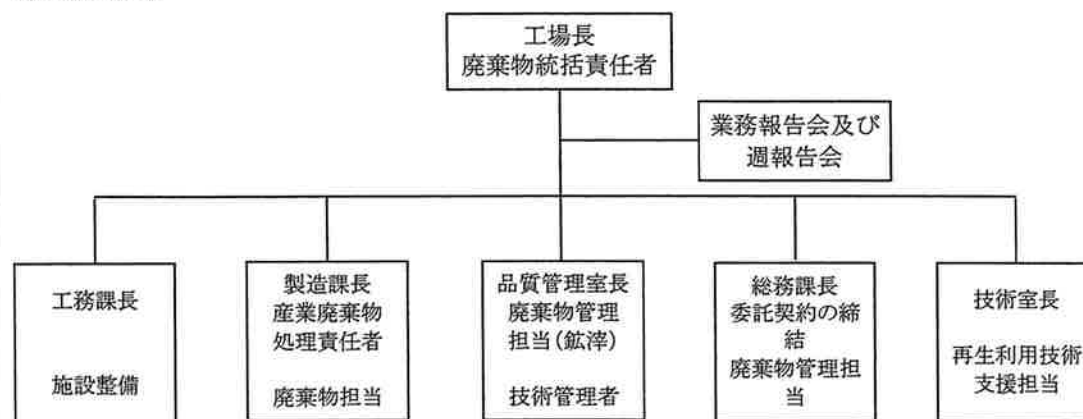 工場長
廃棄物統括責任者
業務報告会及び
週報告会
工務課長
施設整備
製造課長
産業廃棄物
処理責任者
廃棄物担当
品質管理室長
廃棄物管理
担当(鉱滓)
技術管理者
総務課長
委託契約の締
結
廃棄物管理担
当
技術室長
再生利用技術
支援担当